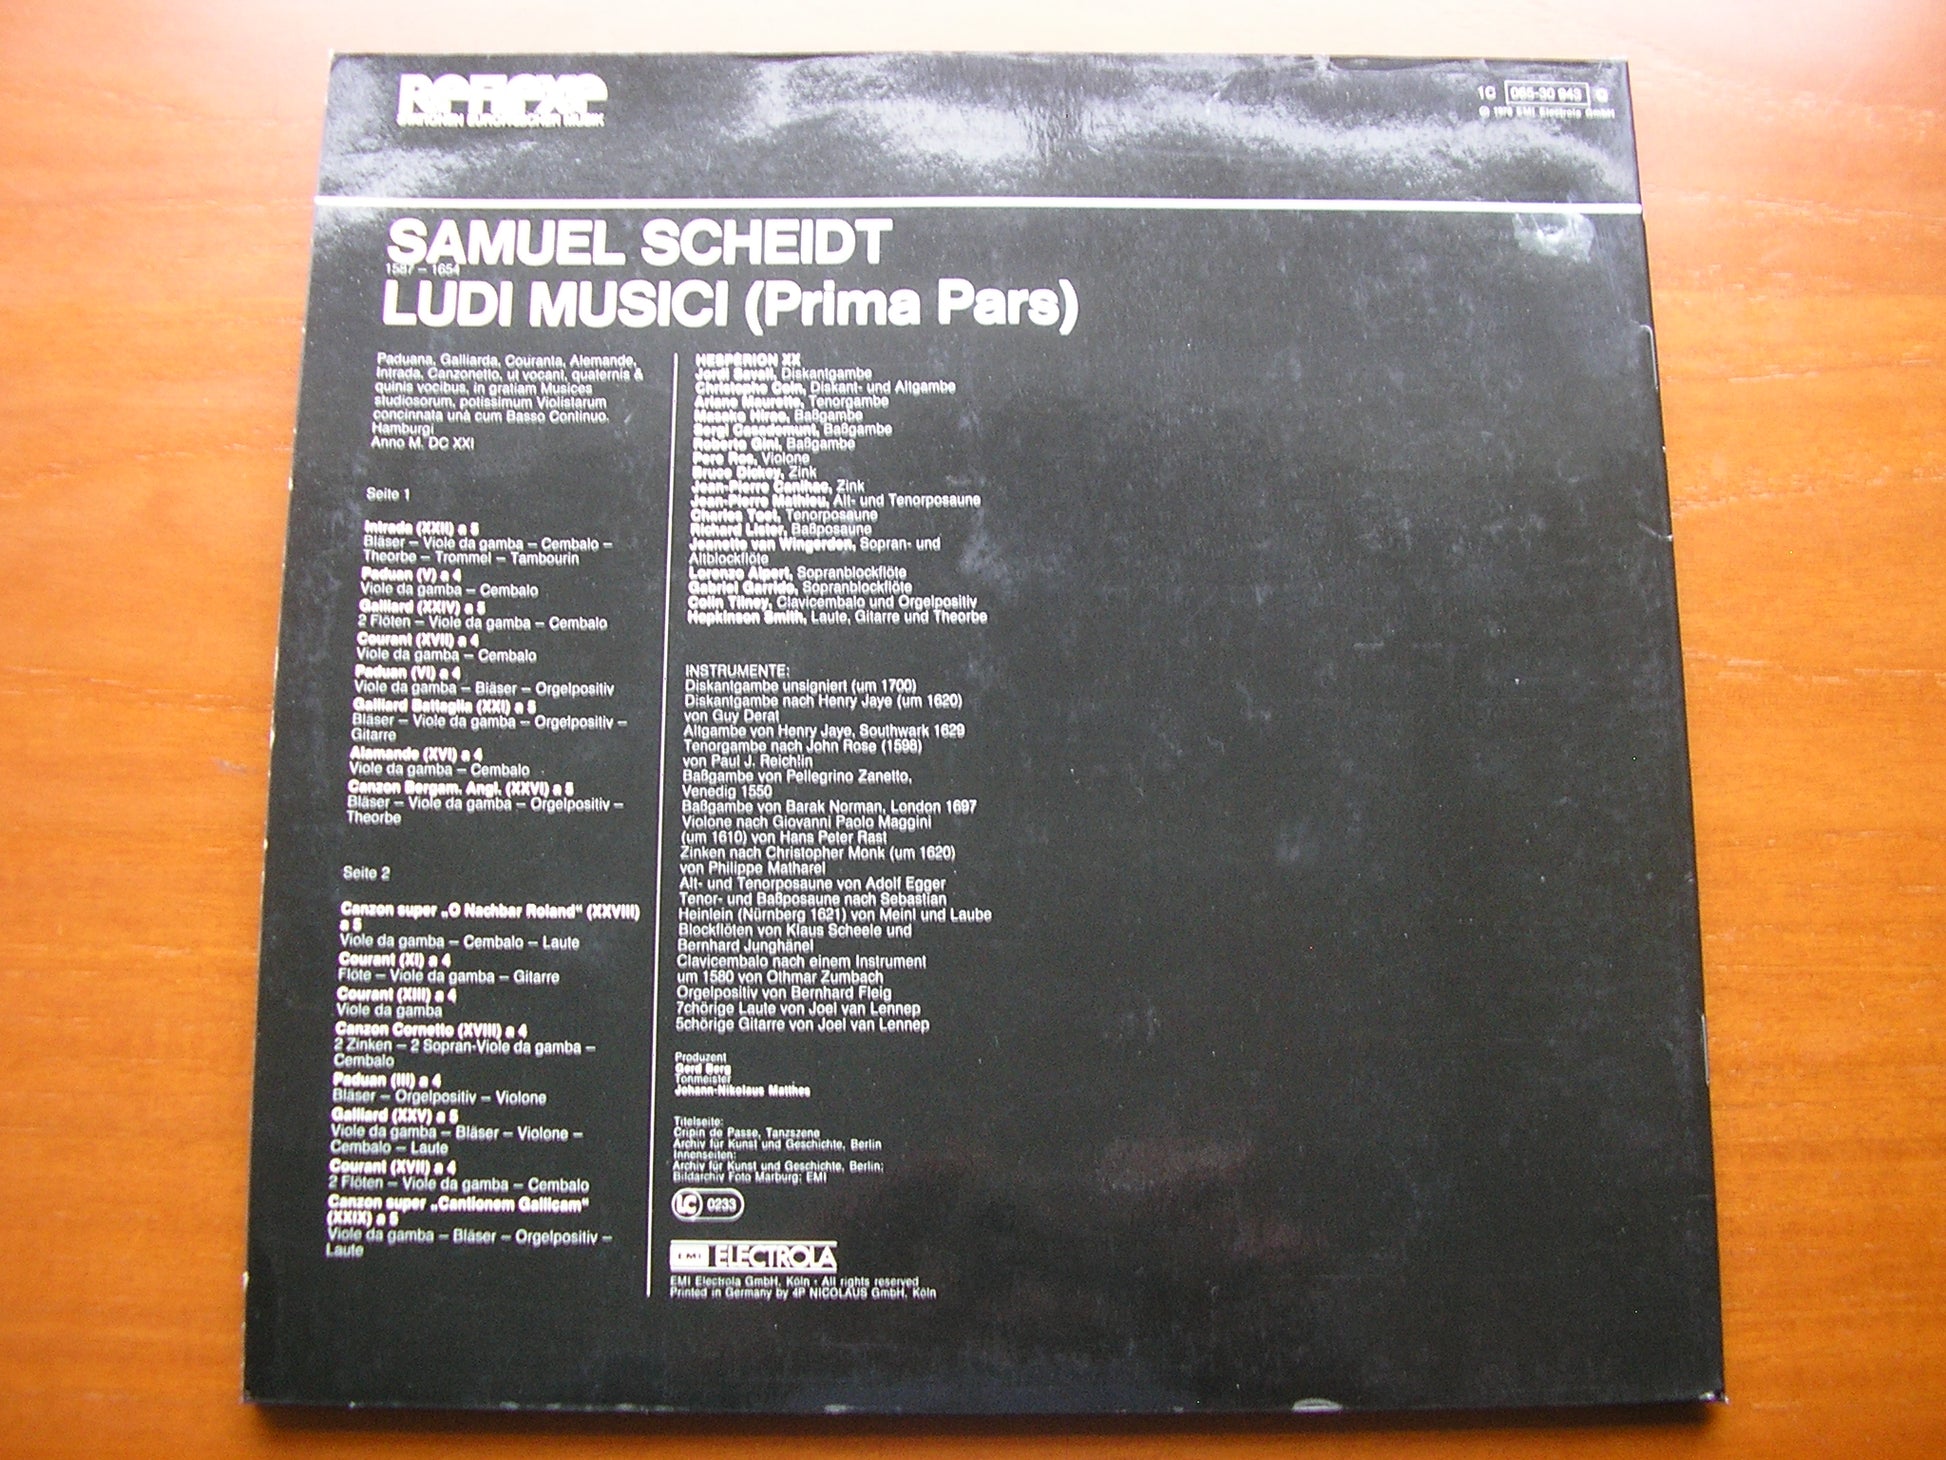 Reflexe
STATIONEN EUROPÄISCHER MUSIK
1C 065-30 943 Q
℗ 1979 EMI Electrola GmbH
SAMUEL SCHEIDT
1587 – 1654
LUDI MUSICI (Prima Pars)
Paduana, Galliarda, Couranta, Alemande,
Intrada, Canzonetto, ut vocant, quaternis &
quinis vocibus, in gratiam Musices
studiosorum, potissimum Violistarum
concinnata unà cum Basso Continuo.
Hamburgi
Anno M. DC XXI
Seite 1
Intrada (XXII) a 5
Bläser – Viole da gamba – Cembalo –
Theorbe – Trommel – Tambourin
Paduan (V) a 4
Viole da gamba – Cembalo
Galliard (XXIV) a 5
2 Flöten – Viole da gamba – Cembalo
Courant (XVII) a 4
Viole da gamba – Cembalo
Paduan (VI) a 4
Viole da gamba – Bläser – Orgelpositiv
Galliard Battaglia (XXI) a 5
Bläser – Viole da gamba – Orgelpositiv –
Gitarre
Alamande (XVI) a 4
Viole da gamba – Cembalo
Canzon Bergam. Angl. (XXVI) a 5
Bläser – Viole da gamba – Orgelpositiv –
Theorbe
Seite 2
Canzon super „O Nachbar Roland“ (XXVIII)
a 5
Viole da gamba – Cembalo – Laute
Courant (XI) a 4
Flöte – Viole da gamba – Gitarre
Courant (XIII) a 4
Viole da gamba
Canzon Cornetto (XVIII) a 4
2 Zinken – 2 Sopran-Viole da gamba –
Cembalo
Paduan (III) a 4
Bläser – Orgelpositiv – Violone
Galliard (XXV) a 5
Viole da gamba – Bläser – Violone –
Cembalo – Laute
Courant (XVII) a 4
2 Flöten – Viole da gamba – Cembalo
Canzon super „Cantionem Gallicam“
(XXIX) a 5
Viole da gamba – Bläser – Orgelpositiv –
Laute
HESPÈRION XX
Jordi Savall, Diskantgambe
Christophe Coin, Diskant- und Altgambe
Ariane Maurette, Tenorgambe
Masako Hirao, Baßgambe
Sergi Casademunt, Baßgambe
Roberto Gini, Baßgambe
Pere Ros, Violone
Bruce Dickey, Zink
Jean-Pierre Canihac, Zink
Jean-Pierre Mathieu, Alt- und Tenorposaune
Charles Toet, Tenorposaune
Richard Lister, Baßposaune
Jeanette van Wingerden, Sopran- und
Altblockflöte
Lorenzo Alpert, Sopranblockflöte
Gabriel Garrido, Sopranblockflöte
Colin Tilney, Clavicembalo und Orgelpositiv
Hopkinson Smith, Laute, Gitarre und Theorbe
INSTRUMENTE:
Diskantgambe unsigniert (um 1700)
Diskantgambe nach Henry Jaye (um 1620)
von Guy Derat
Altgambe von Henry Jaye, Southwark 1629
Tenorgambe nach John Rose (1598)
von Paul J. Reichlin
Baßgambe von Pellegrino Zanetto,
Venedig 1550
Baßgambe von Barak Norman, London 1697
Violone nach Giovanni Paolo Maggini
(um 1610) von Hans Peter Rast
Zinken nach Christopher Monk (um 1620)
von Philippe Matharel
Alt- und Tenorposaune von Adolf Egger
Tenor- und Baßposaune nach Sebastian
Heinlein (Nürnberg 1621) von Meinl und Laube
Blockflöten von Klaus Scheele und
Bernhard Junghänel
Clavicembalo nach einem Instrument
um 1580 von Othmar Zumbach
Orgelpositiv von Bernhard Fleig
7chörige Laute von Joel van Lennep
5chörige Gitarre von Joel van Lennep
Produzent
Gerd Berg
Tonmeister
Johann-Nikolaus Matthes
Titelseite:
Cripin de Passe, Tanzszene
Archiv für Kunst und Geschichte, Berlin
Innenseiten:
Archiv für Kunst und Geschichte, Berlin;
Bildarchiv Foto Marburg; EMI
LC 0233
EMI ELECTROLA
EMI Electrola GmbH, Köln · All rights reserved
Printed in Germany by 4P NICOLAUS GmbH, Köln